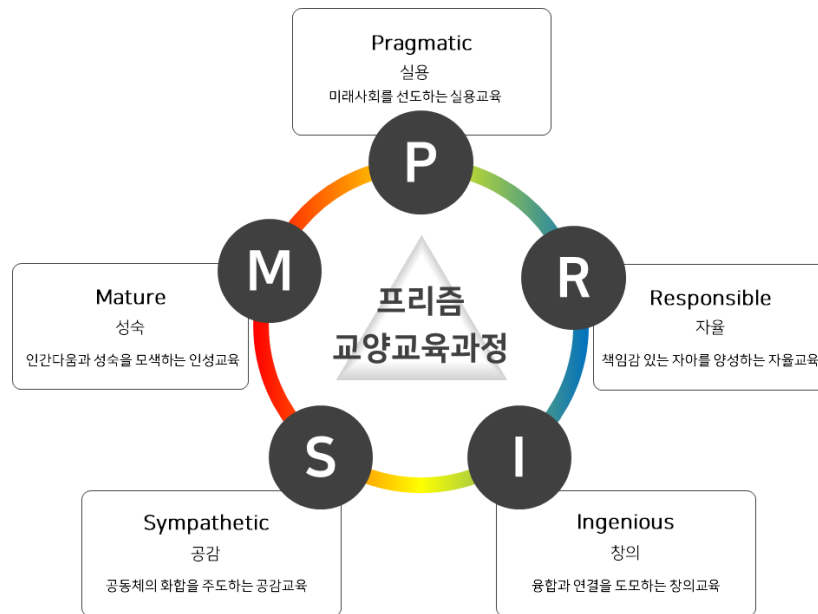 Pragmatic
실용
미래사회를 선도하는 실용교육
P
M
R
프리즘
교양교육과정
Mature
성숙
인간다움과 성숙을 모색하는 인성교육
Responsible
자율
책임감 있는 자아를 양성하는 자율교육
S
I
Sympathetic
공감
공동체의 화합을 주도하는 공감교육
Ingenious
창의
융합과 연결을 도모하는 창의교육